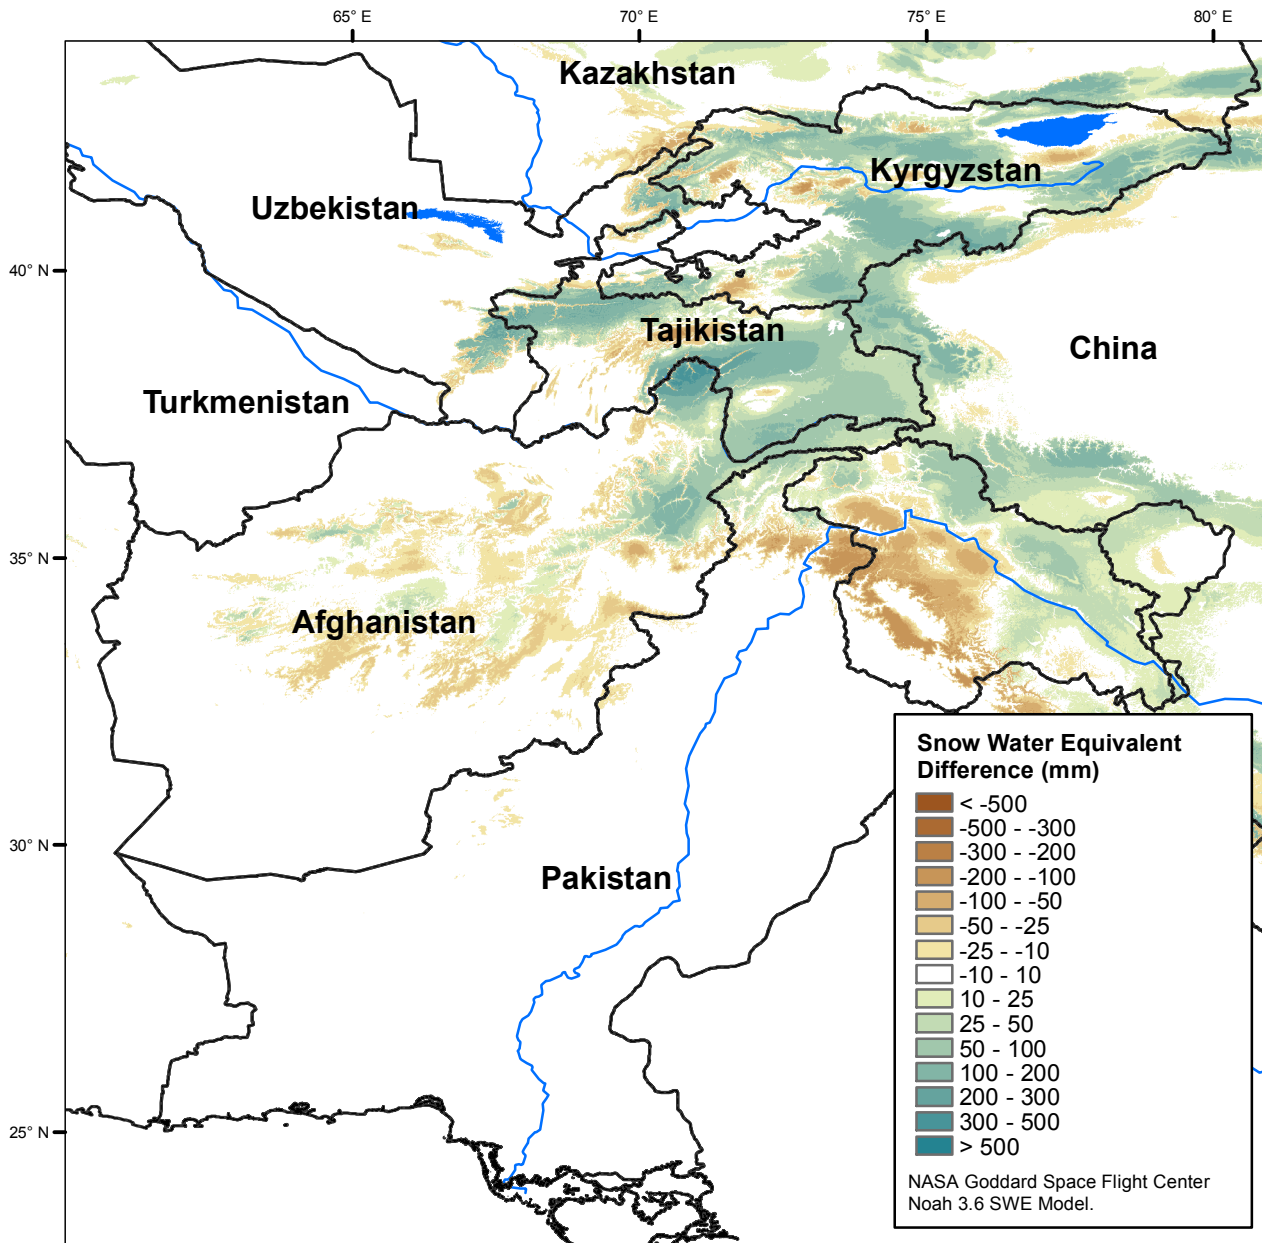 65° E
70° E
75° E
80° E
Kazakhstan
Kyrgyzstan
Uzbekistan
40° N
Tajikistan
China
Turkmenistan
35° N
Afghanistan
Snow Water Equivalent
Difference (mm)
< -500
-500 - -300
-300 - -200
-200 - -100
-100 - -50
-50 - -25
-25 - -10
-10 - 10
10 - 25
25 - 50
50 - 100
100 - 200
200 - 300
300 - 500
> 500
30° N
Pakistan
25° N
NASA Goddard Space Flight Center
Noah 3.6 SWE Model.